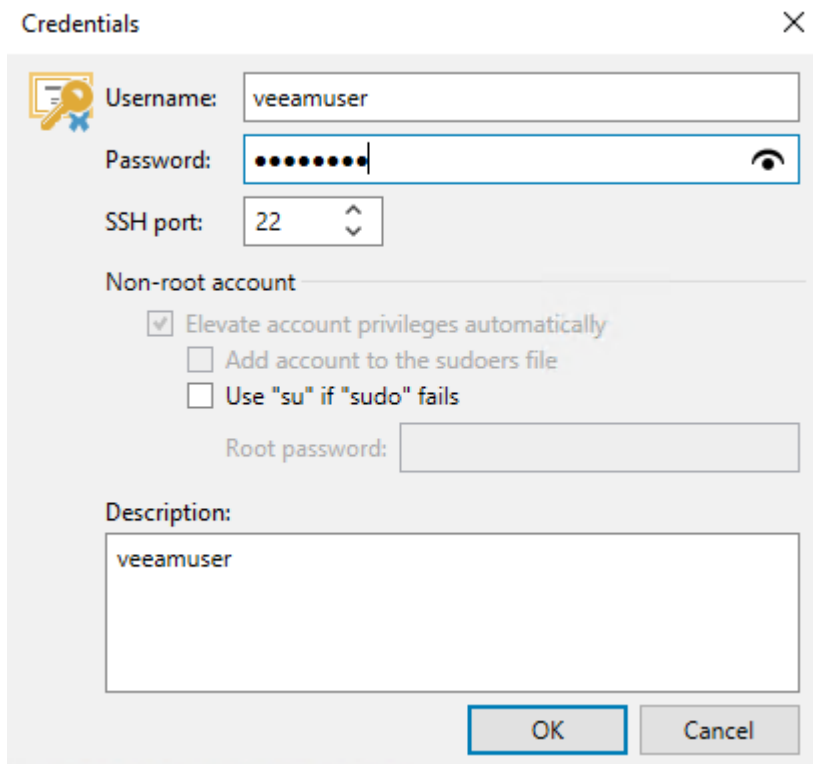 Credentials
Username: veeamuser
Password: ●●●●●●●●
SSH port: 22
Non-root account
Elevate account privileges automatically
Add account to the sudoers file
Use "su" if "sudo" fails
Root password:
Description:
veeamuser
OK Cancel